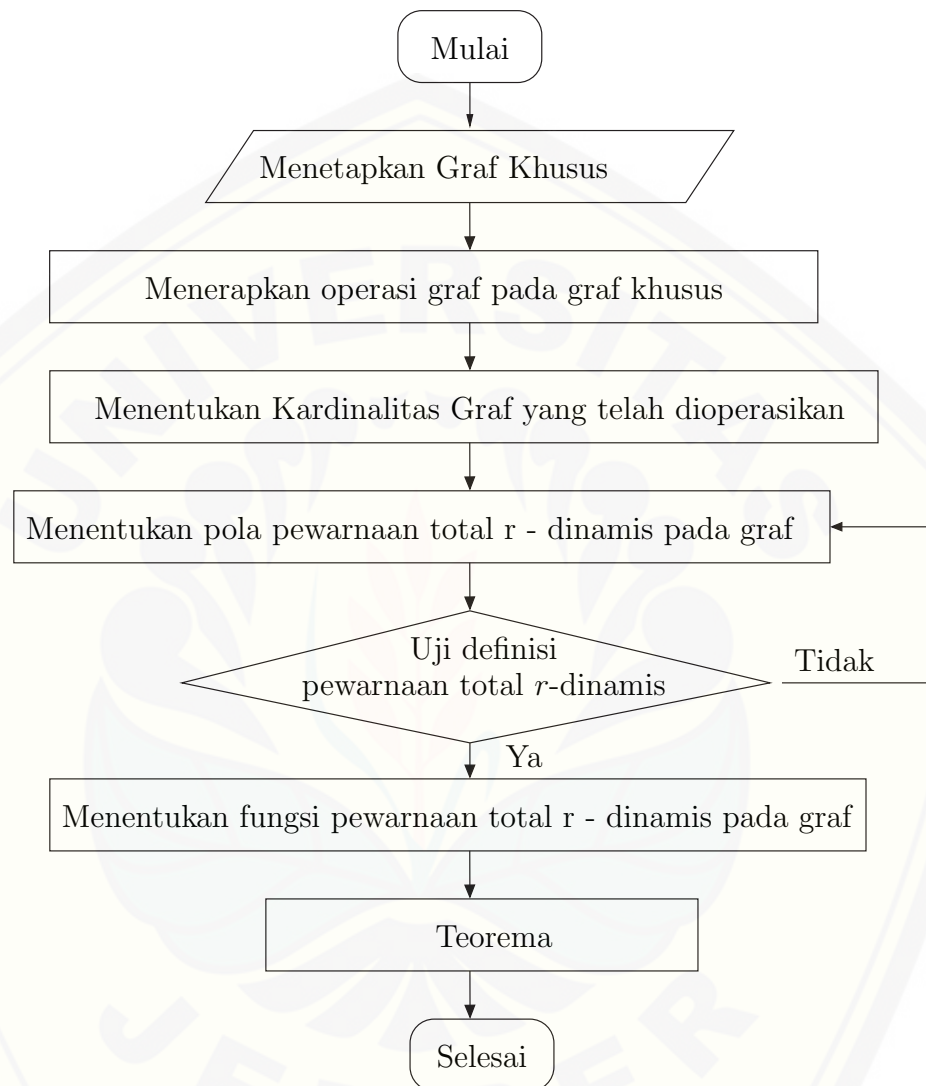 Mulai
Menetapkan Graf Khusus
Menerapkan operasi graf pada graf khusus
Menentukan Kardinalitas Graf yang telah dioperasikan
Menentukan pola pewarnaan total r - dinamis pada graf
Uji definisi
pewarnaan total r-dinamis
Tidak
Ya
Menentukan fungsi pewarnaan total r - dinamis pada graf
Teorema
Selesai
UNIVERSITAS
JEMBER